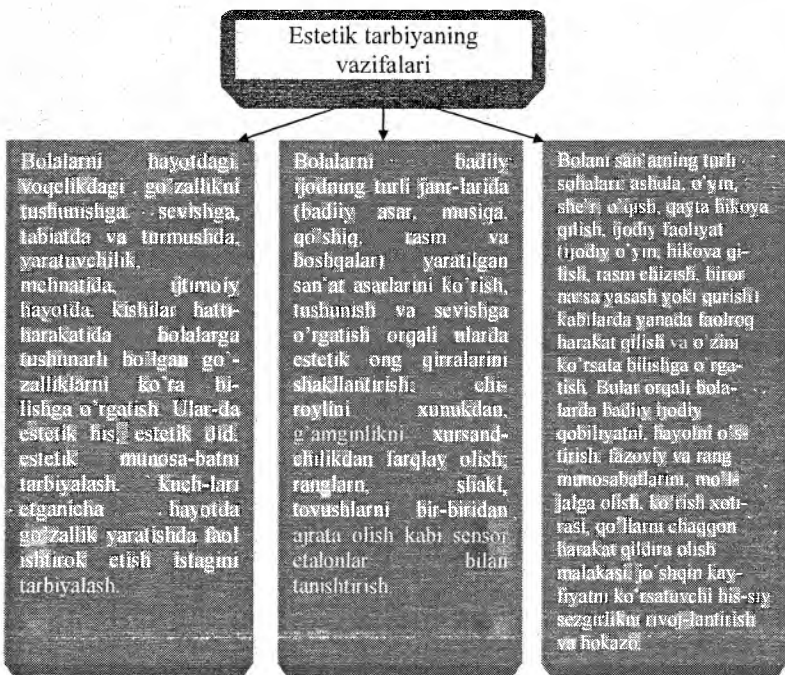 Estetik tarbiyaning
vazifalari
Bolalarni hayotdagi,
voqelikdagi go'zallikni
tushunishga sevishga,
tabiatda va turmushda,
yaratuvchilik,
mehnatida, ijtimoiy
hayotda, kishilar hatti-
harakatida bolalarga
tushunarli bo'lgan go'-
zalliklarni ko'ra bi-
lishga o'rgatish. Ular-da
estetik his, estetik did,
estetik munosa-batni
tarbiyalash. Kuch-lari
etganicha hayotda
go'zallik yaratishda faol
ishtirok etish istagini
tarbiyalash.
Bolalarni badiiy
ijodning turli janr-larida
(badiiy asar, musiqa,
qo'shiq, rasm va
boshqalar) yaratilgan
san'at asarlarini ko'rish,
tushunish va sevishga
o'rgatish orqali ularda
estetik ong qirralarini
shakllantirish: chi-
roylini xunukdan,
g'amginlikni xursand-
chilikdan farqlay olish;
ranglarn, shakl,
tovushlarni bir-biridan
ajrata olish kabi sensor
etalonlar bilan
tanishtirish.
Bolani san'atning turli
sohalari: ashula, o'yin,
she'r, o'qish, qayta hikoya
qilish, ijodiy faoliyat
(ijodiy o'yin, hikoya qi-
lish, rasm chizish, biror
narsa yasash yoki qurish)
kabilarda yanada faolroq
harakat qilish va o'zini
ko'rsata bilishga o'rga-
tish. Bular orqali bola-
larda badiiy ijodiy
qobiliyatni, hayolni o's-
tirish, fazoviy va rang
munosabatlarini, mo'l-
jalga olish, ko'rish xoti-
rasi, qo'llarni chaqqon
harakat qildira olish
malakasi, jo'shqin kay-
fiyatni ko'rsatuvchi his-siy
sezgirlikni rivoj-lantirish
va hokazo.